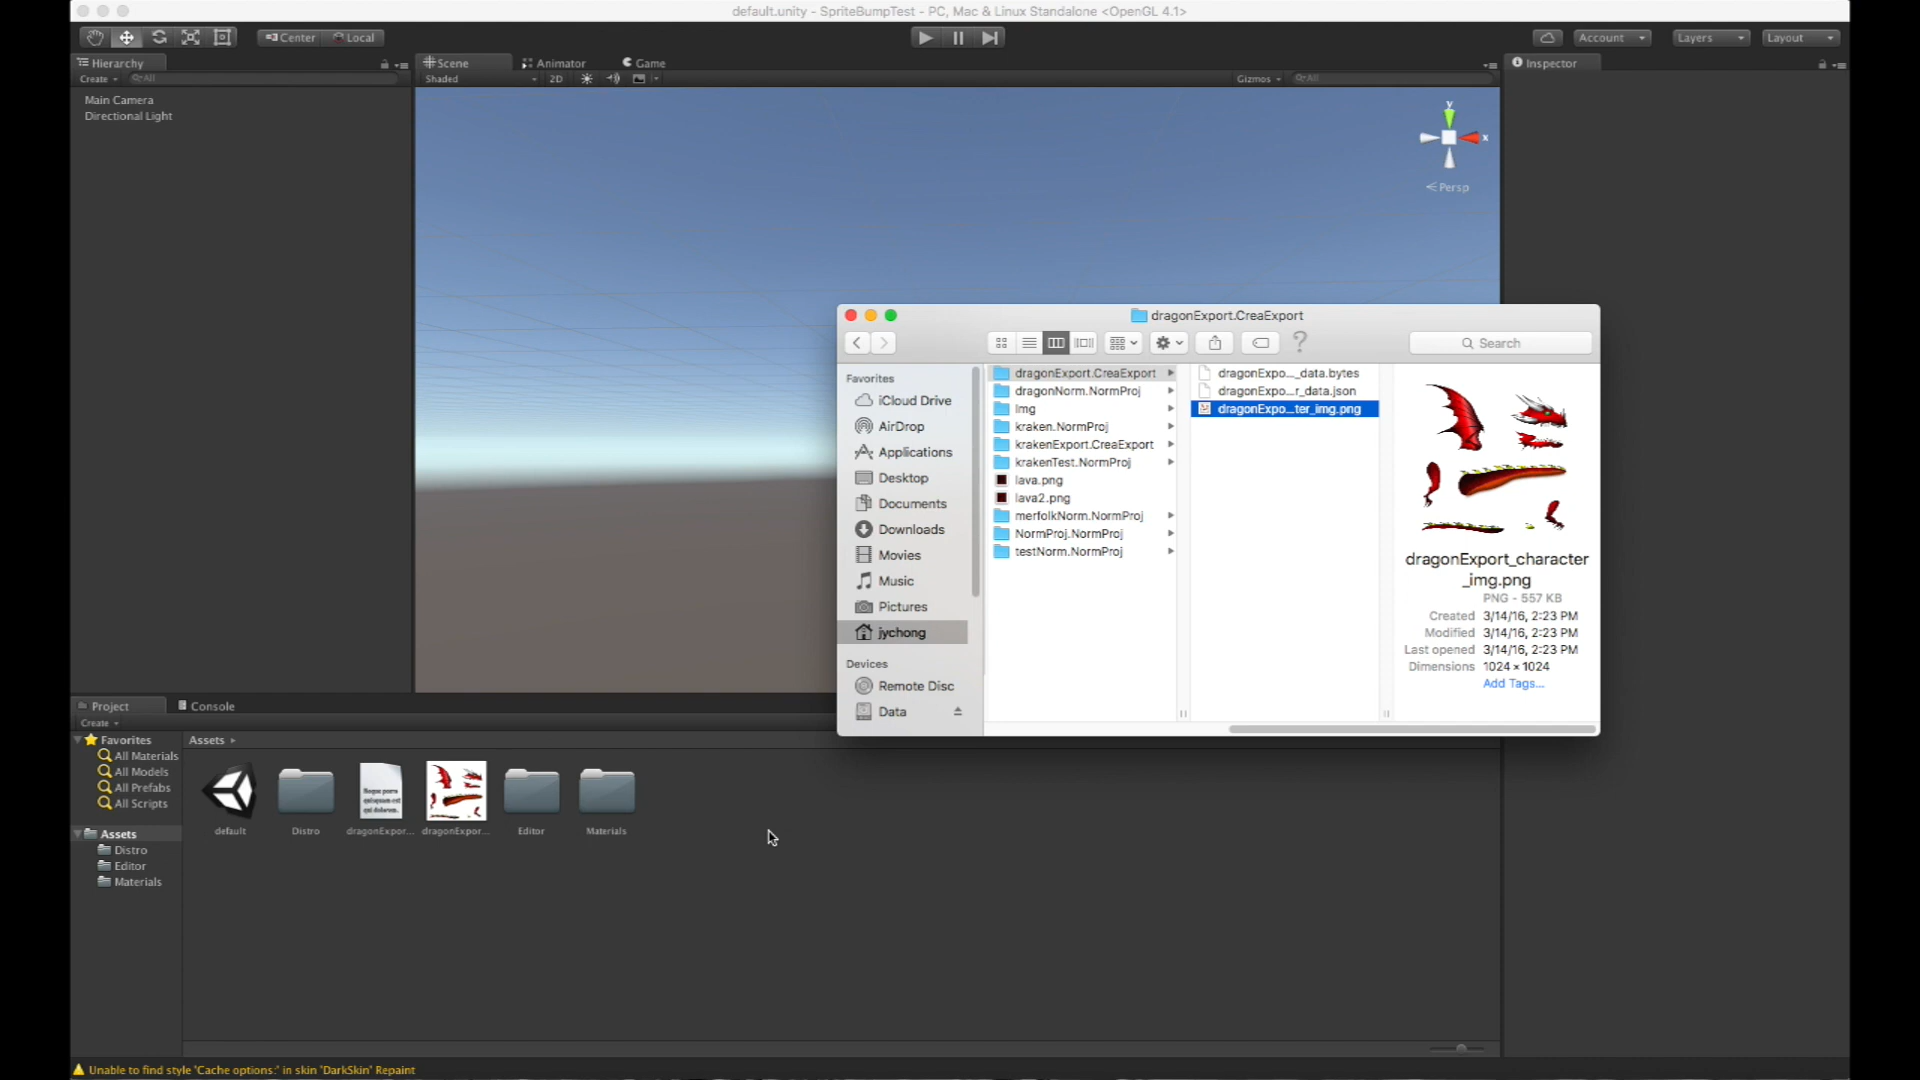 default.unity - SpriteBumpTest - PC, Mac & Linux Standalone <OpenGL 4.1>
Center Local Account Layers Layout
Hierarchy
Create All
Main Camera
Directional Light
Scene Animator Game
Shaded 2D Gizmos All
Inspector
y
x
Persp
dragonExport.CreaExport
Search
Favorites
iCloud Drive
AirDrop
Applications
Desktop
Documents
Downloads
Movies
Music
Pictures
jychong
Devices
Remote Disc
Data
dragonExport.CreaExport
dragonNorm.NormProj
Img
kraken.NormProj
krakenExport.CreaExport
krakenTest.NormProj
lava.png
lava2.png
merfolkNorm.NormProj
NormProj.NormProj
testNorm.NormProj
dragonExpo..._data.bytes
dragonExpo...r_data.json
dragonExpo...ter_img.png
dragonExport_character
_img.png
PNG - 557 KB
Created 3/14/16, 2:23 PM
Modified 3/14/16, 2:23 PM
Last opened 3/14/16, 2:23 PM
Dimensions 1024 × 1024
Add Tags...
Project Console
Create
Favorites
All Materials
All Models
All Prefabs
All Scripts
Assets
Distro
Editor
Materials
Assets
default Distro dragonExpor... dragonExpor... Editor Materials
Unable to find style 'Cache options:' in skin 'DarkSkin' Repaint